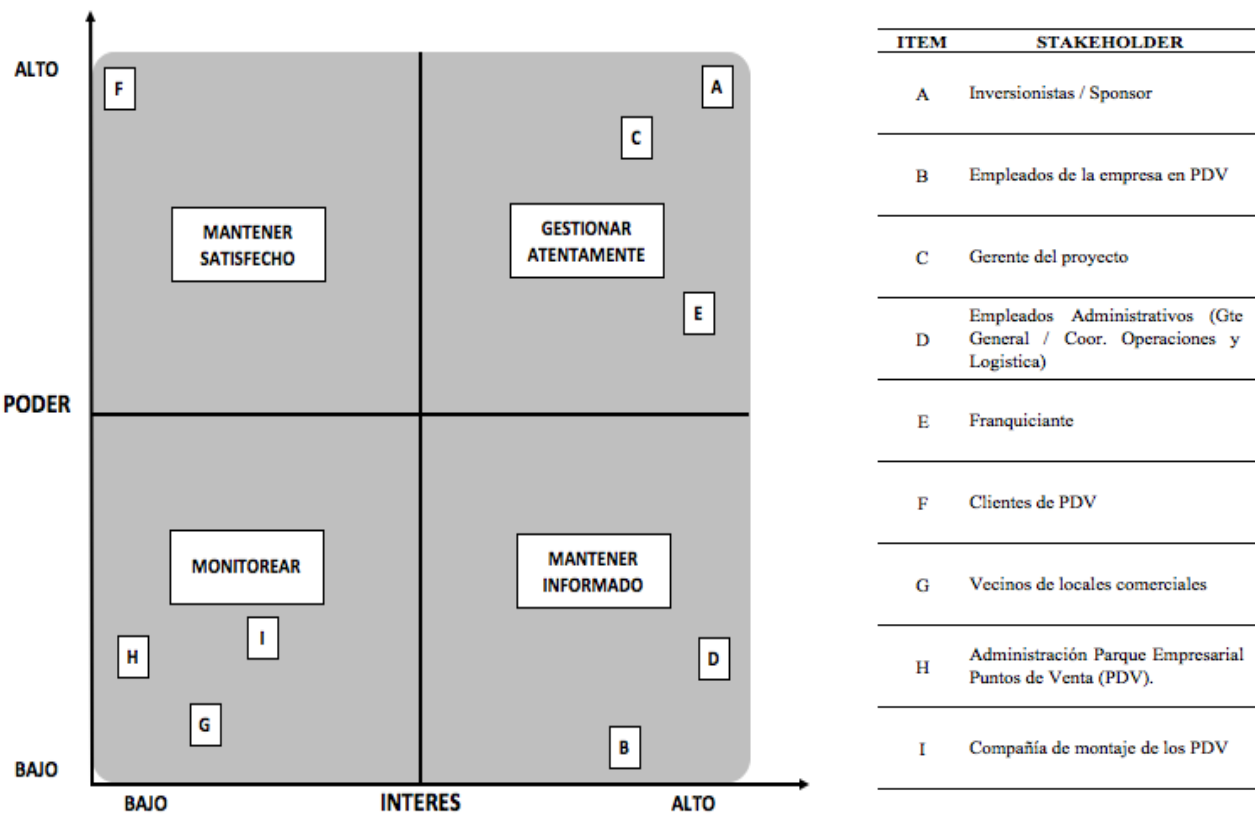 ALTO
F
A
C
MANTENER
SATISFECHO
GESTIONAR
ATENTAMENTE
E
PODER
MONITOREAR
MANTENER
INFORMADO
I
H
D
G
B
BAJO
BAJO
INTERES
ALTO
ITEM STAKEHOLDER
A Inversionistas / Sponsor
B Empleados de la empresa en PDV
C Gerente del proyecto
D Empleados Administrativos (Gte
General / Coor. Operaciones y
Logistica)
E Franquiciante
F Clientes de PDV
G Vecinos de locales comerciales
H Administración Parque Empresarial
Puntos de Venta (PDV).
I Compañía de montaje de los PDV